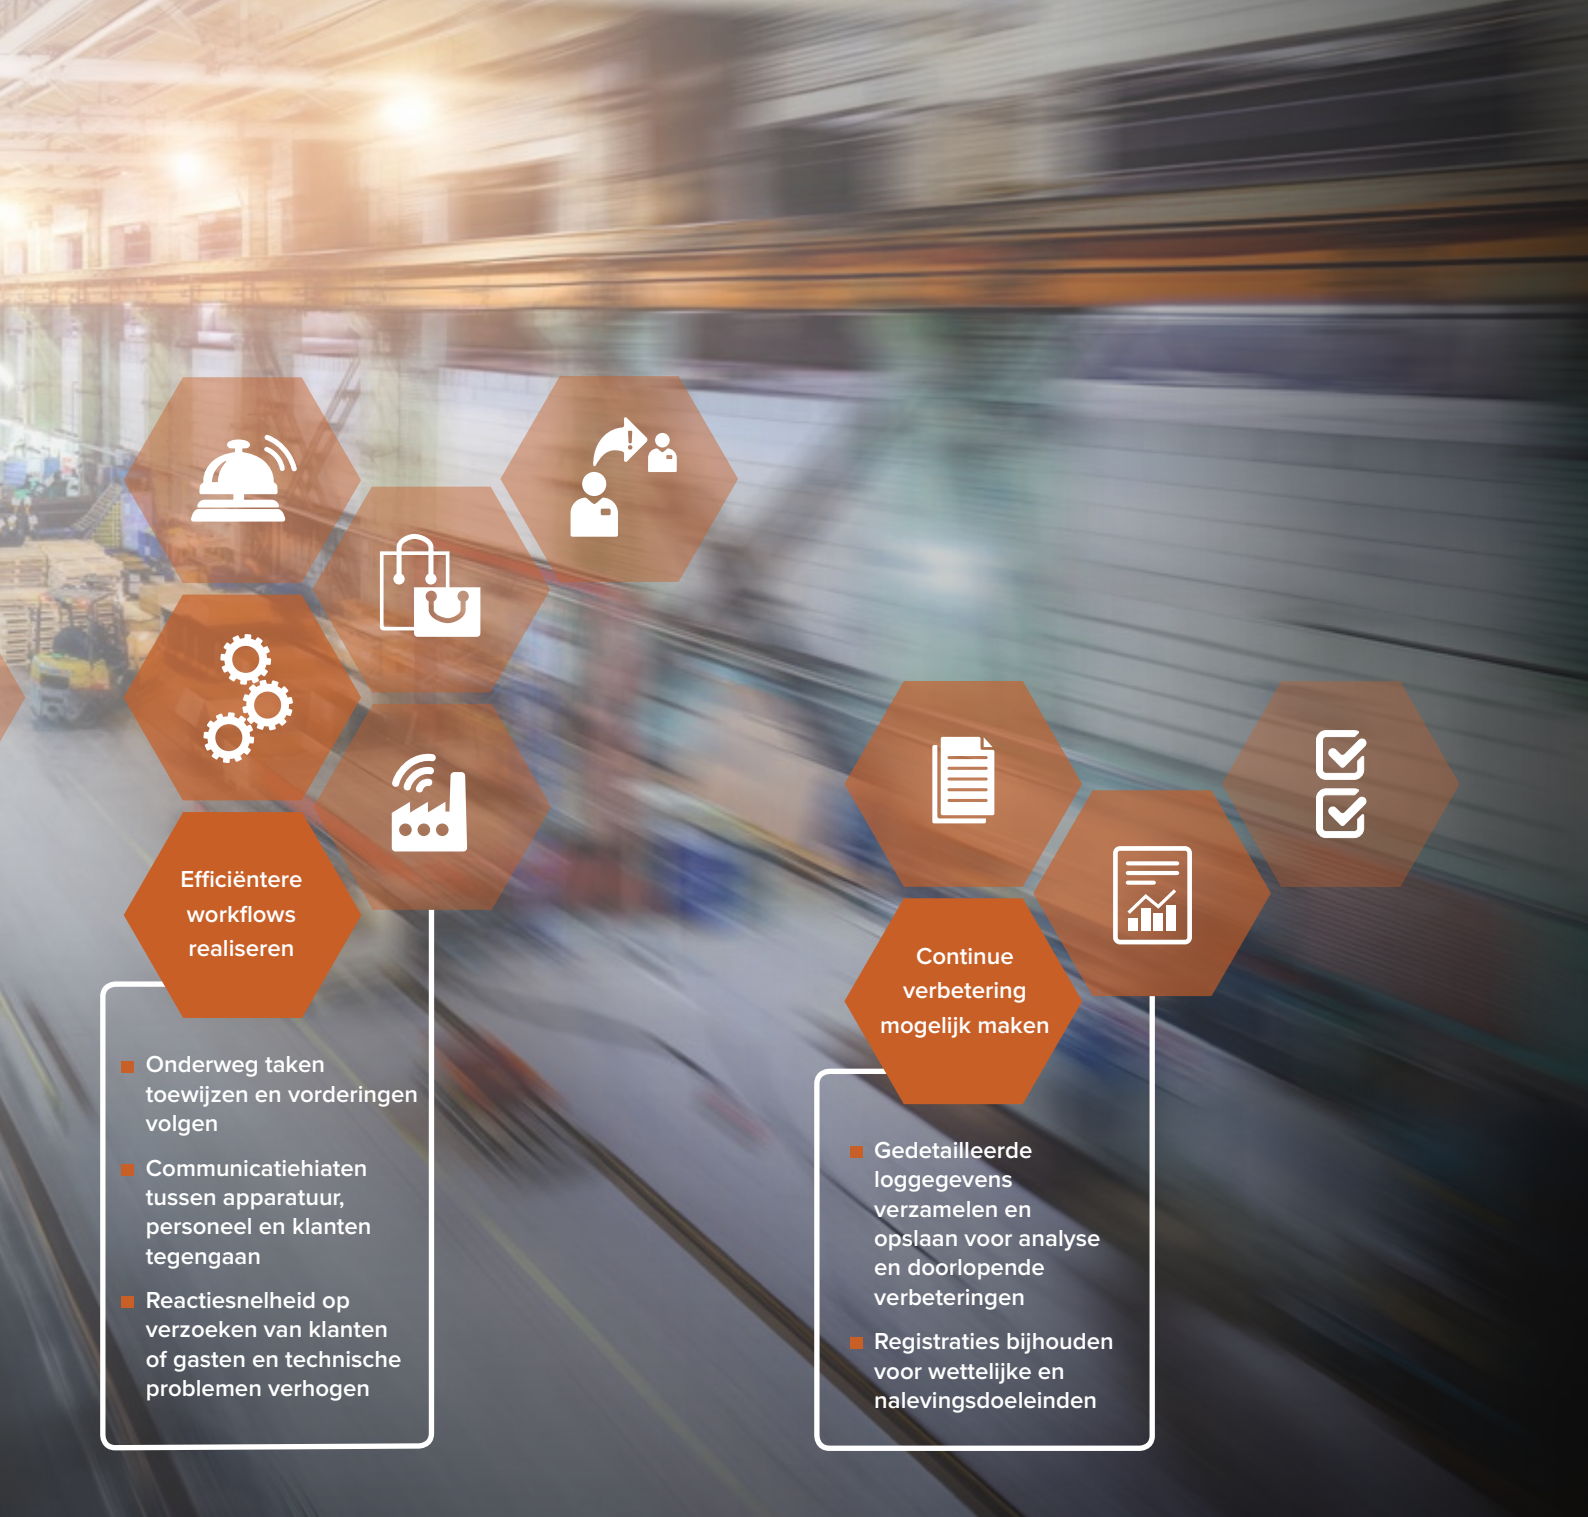 Efficiëntere
workflows
realiseren
Onderweg taken
toewijzen en vorderingen
volgen
Communicatiehiaten
tussen apparatuur,
personeel en klanten
tegengaan
Reactiesnelheid op
verzoeken van klanten
of gasten en technische
problemen verhogen
Continue
verbetering
mogelijk maken
Gedetailleerde
loggegevens
verzamelen en
opslaan voor analyse
en doorlopende
verbeteringen
Registraties bijhouden
voor wettelijke en
nalevingsdoeleinden